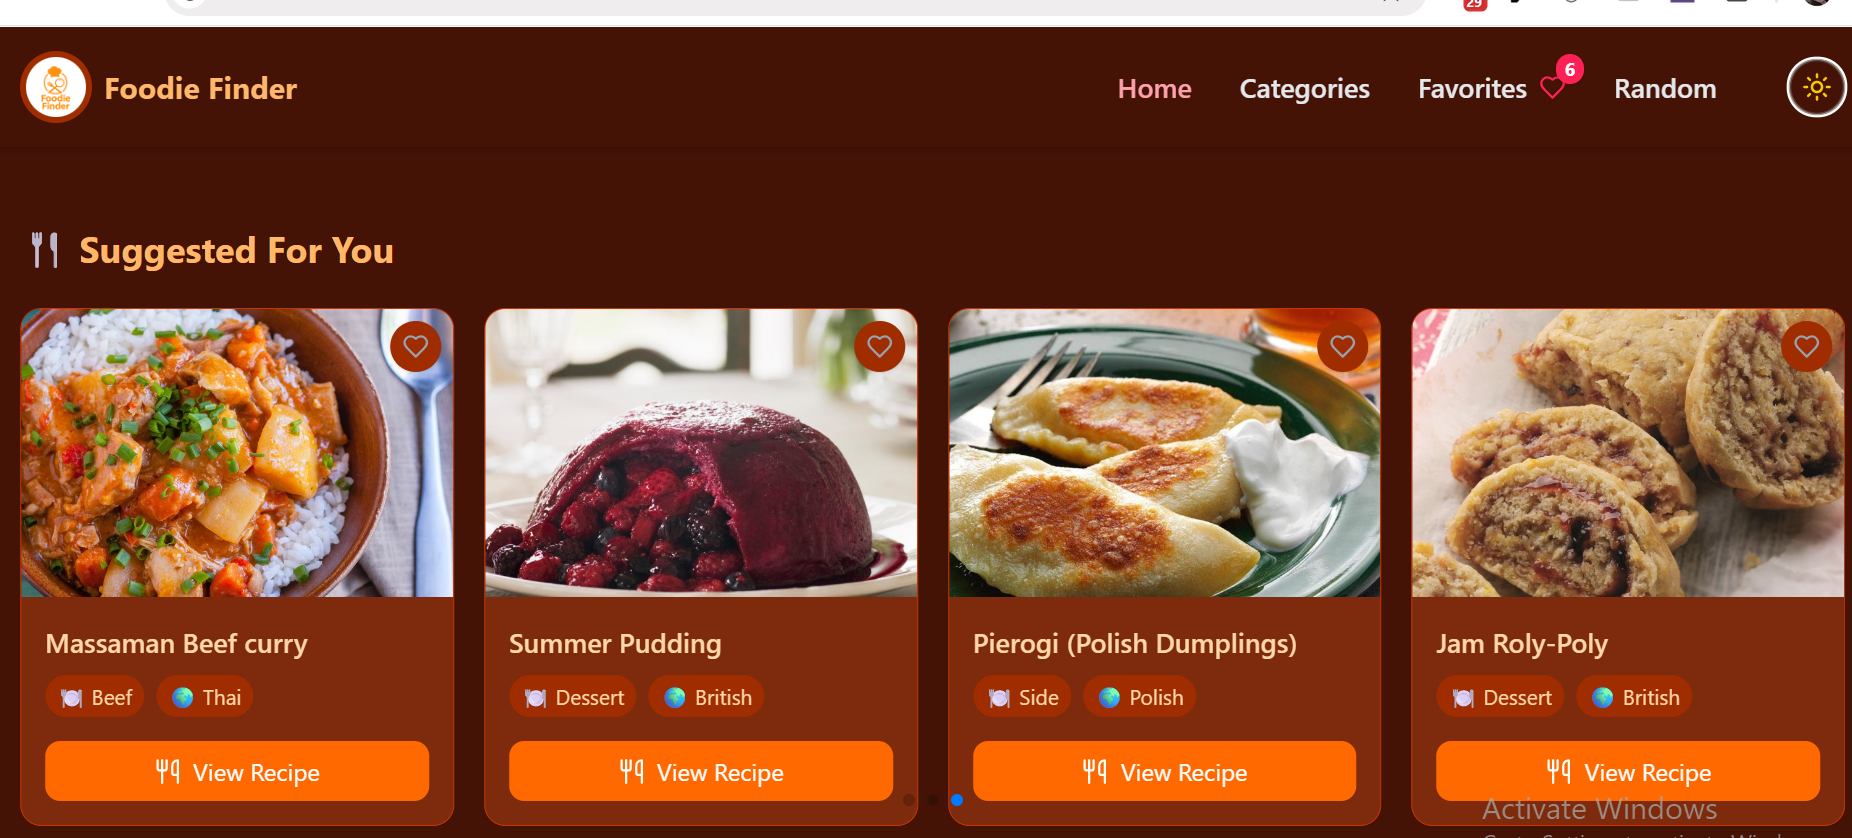 29
Foodie
Finder
Foodie Finder
Home
Categories
Favorites
6
Random
Suggested For You
Massaman Beef curry
Beef
Thai
View Recipe
Summer Pudding
Dessert
British
View Recipe
Pierogi (Polish Dumplings)
Side
Polish
View Recipe
Jam Roly-Poly
Dessert
British
View Recipe
Activate Windows